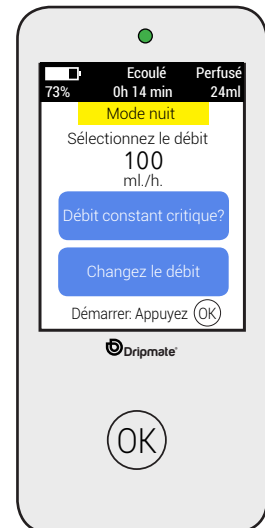 Ecoulé Perfusé
73% 0h 14 min 24ml
Mode nuit
Sélectionnez le débit
100
ml./h.
Débit constant critique?
Changez le débit
Démarrer: Appuyez OK
Dripmate
OK